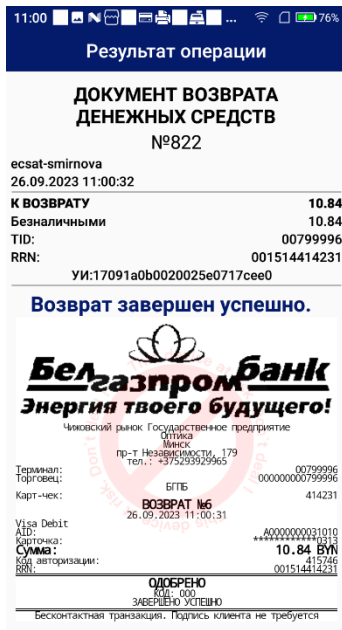 11:00 ... 76%
Результат операции
ДОКУМЕНТ ВОЗВРАТА
ДЕНЕЖНЫХ СРЕДСТВ
№822
ecsat-smirnova
26.09.2023 11:00:32
К ВОЗВРАТУ 10.84
Безналичными 10.84
TID: 00799996
RRN: 001514414231
УИ:17091a0b0020025e0717cee0
Возврат завершен успешно.
Белгазпромбанк
Энергия твоего будущего!
Чижовский рынок Государственное предприятие
Оптика
Минск
пр-т Независимости, 179
тел.: +375293929965
Терминал: 00799996
Торговец: 000000000799996
БГПБ
Карт-чек: 414231
ВОЗВРАТ №6
26.09.2023 11:00:31
Visa Debit
AID: A0000000031010
Карточка: ************0313
Сумма: 10.84 BYN
Код авторизации: 415746
RRN: 001514414231
ОДОБРЕНО
КОД: 000
ЗАВЕРШЕНО УСПЕШНО
Бесконтактная транзакция. Подпись клиента не требуется